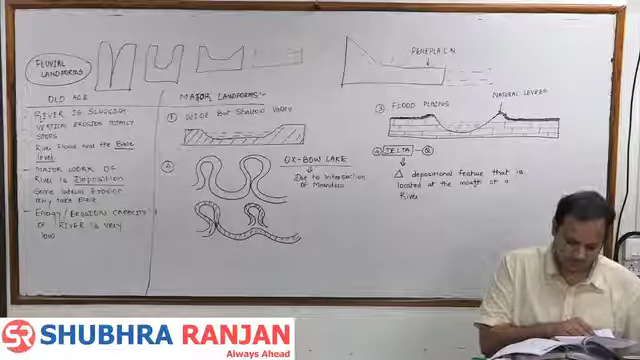 FLUVIAL
LANDFORMS
OLD AGE
RIVER IS SLUGGISH
VERTICAL EROSION TOTALLY
STOPS
River Flows near the Base
level
MAJOR WORK OF
River is Deposition
Some lateral Erosion
may take Place
Energy/EROSION CAPACITY
OF RIVER is very
low
MAJOR LANDFORMS:-
① WIDE But Shallow Valley
②
OX-BOW LAKE
Due to Intersection
of Meanders
PENEPLAIN
③ FLOOD PLAINS
NATURAL LEVEES
④ DELTA
△ depositional feature that is
located at the mouth of a
River
SR SHUBHRA RANJAN
Always Ahead